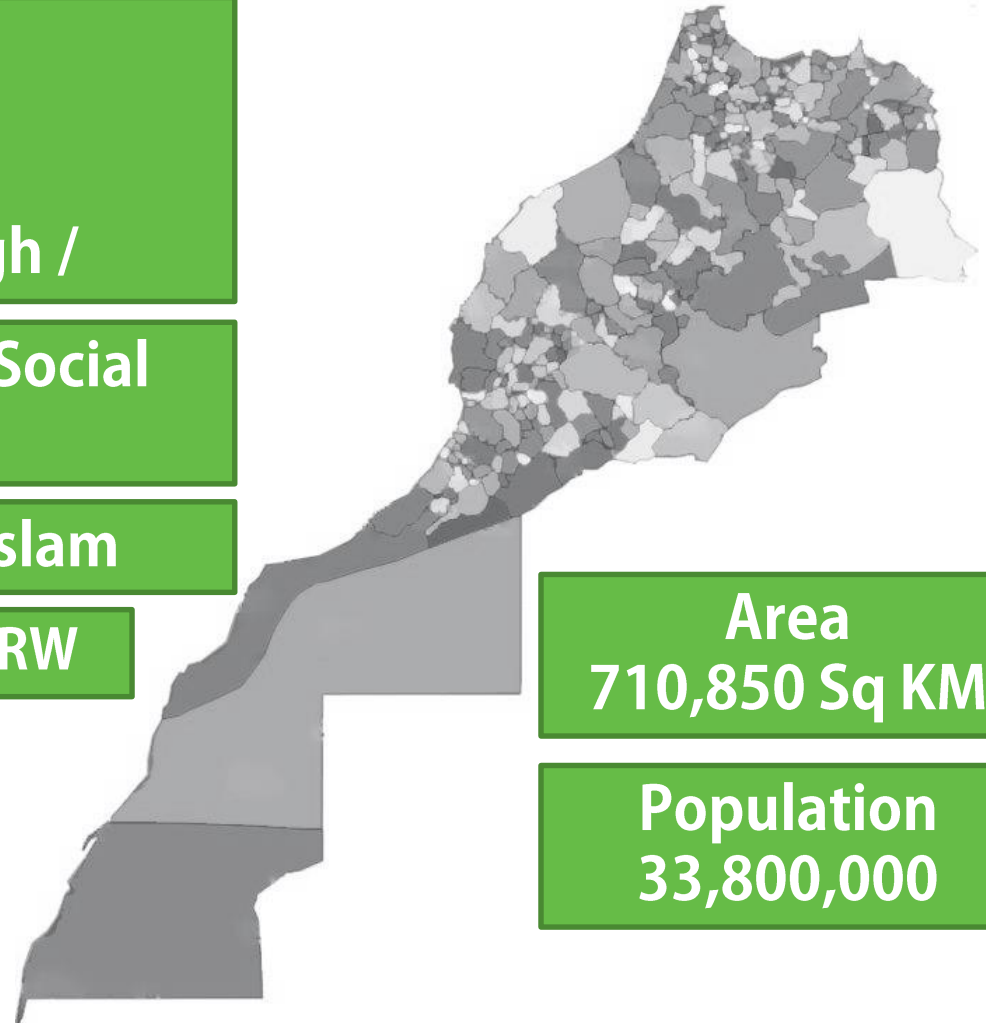 gh /
Social
slam
RW
Area
710,850 Sq KM
Population
33,800,000